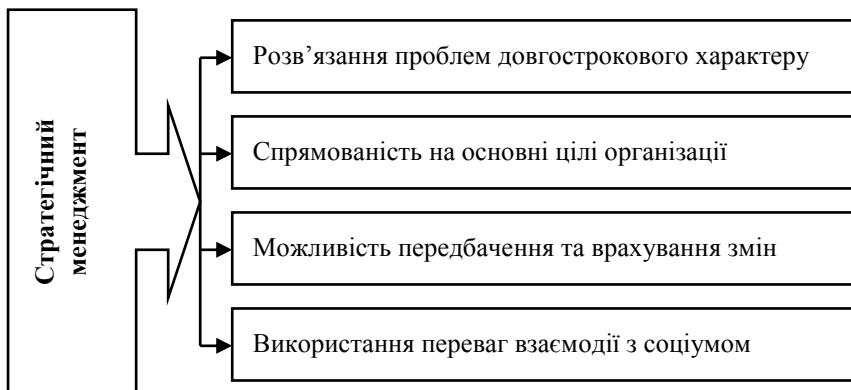 Стратегічний
менеджмент
Розв’язання проблем довгострокового характеру
Спрямованість на основні цілі організації
Можливість передбачення та врахування змін
Використання переваг взаємодії з соціумом